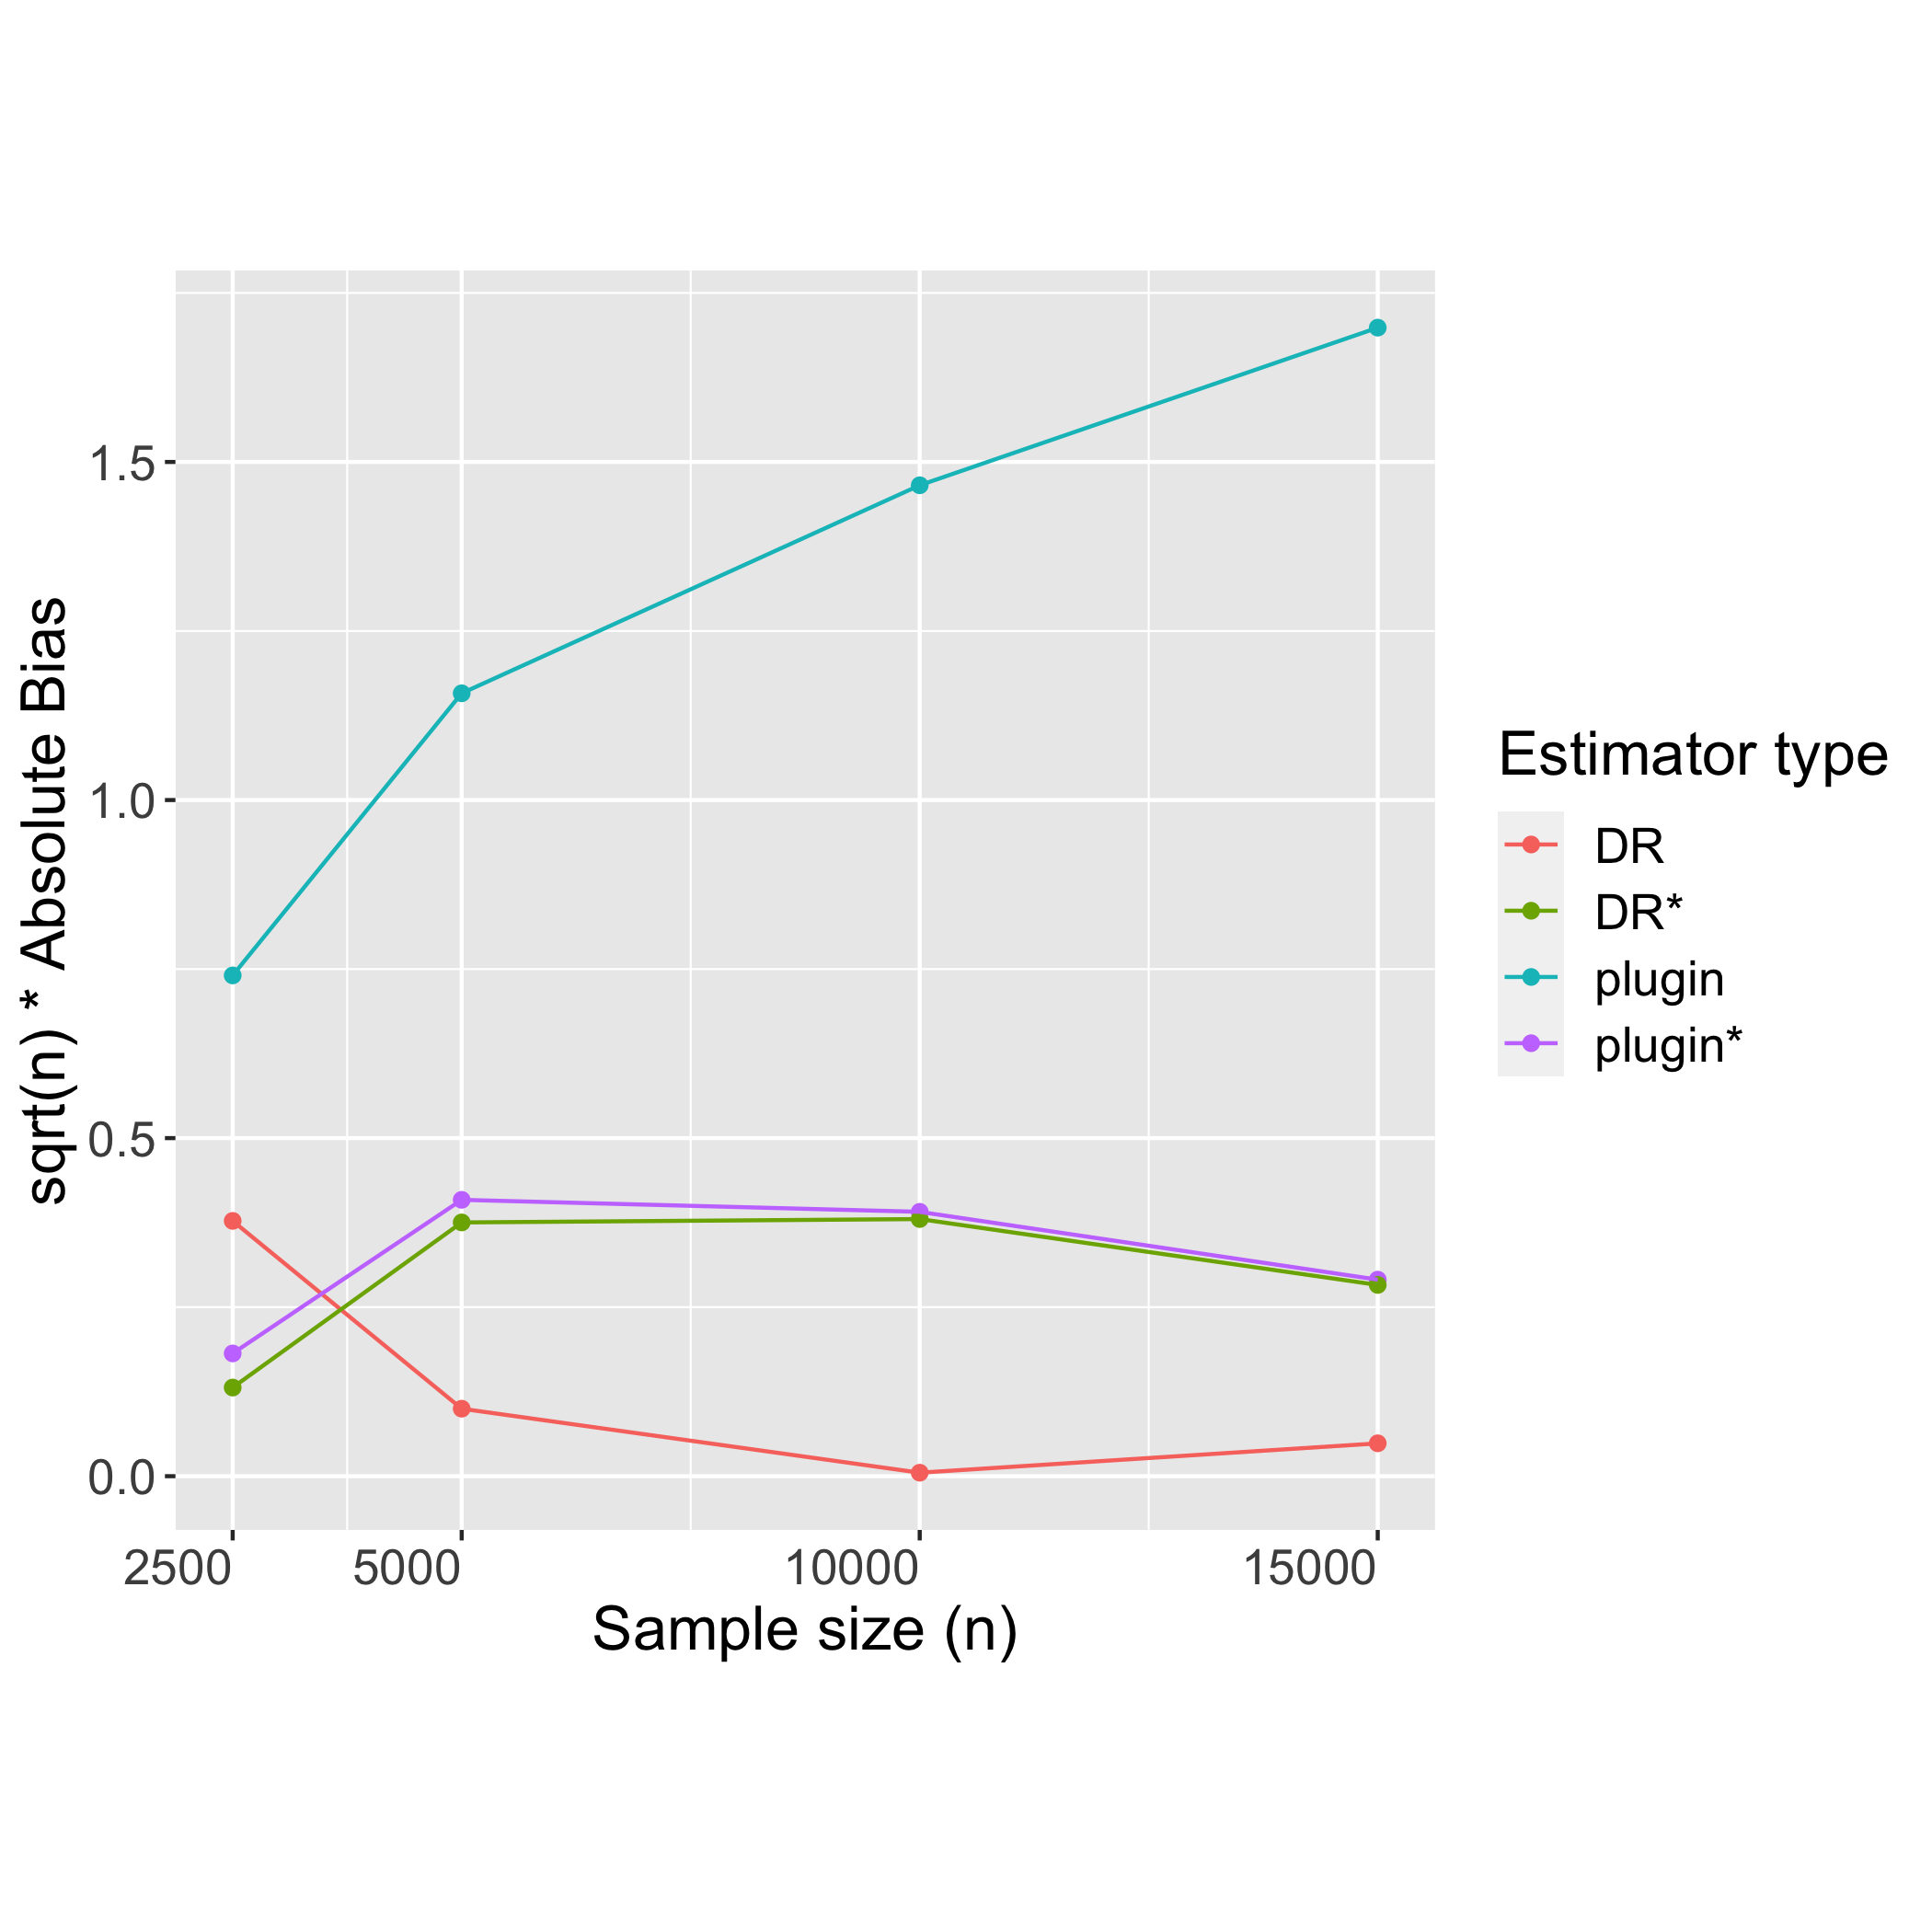 sqrt(n) * Absolute Bias
1.5
1.0
0.5
0.0
2500 5000 10000 15000
Sample size (n)
Estimator type
DR
DR*
plugin
plugin*